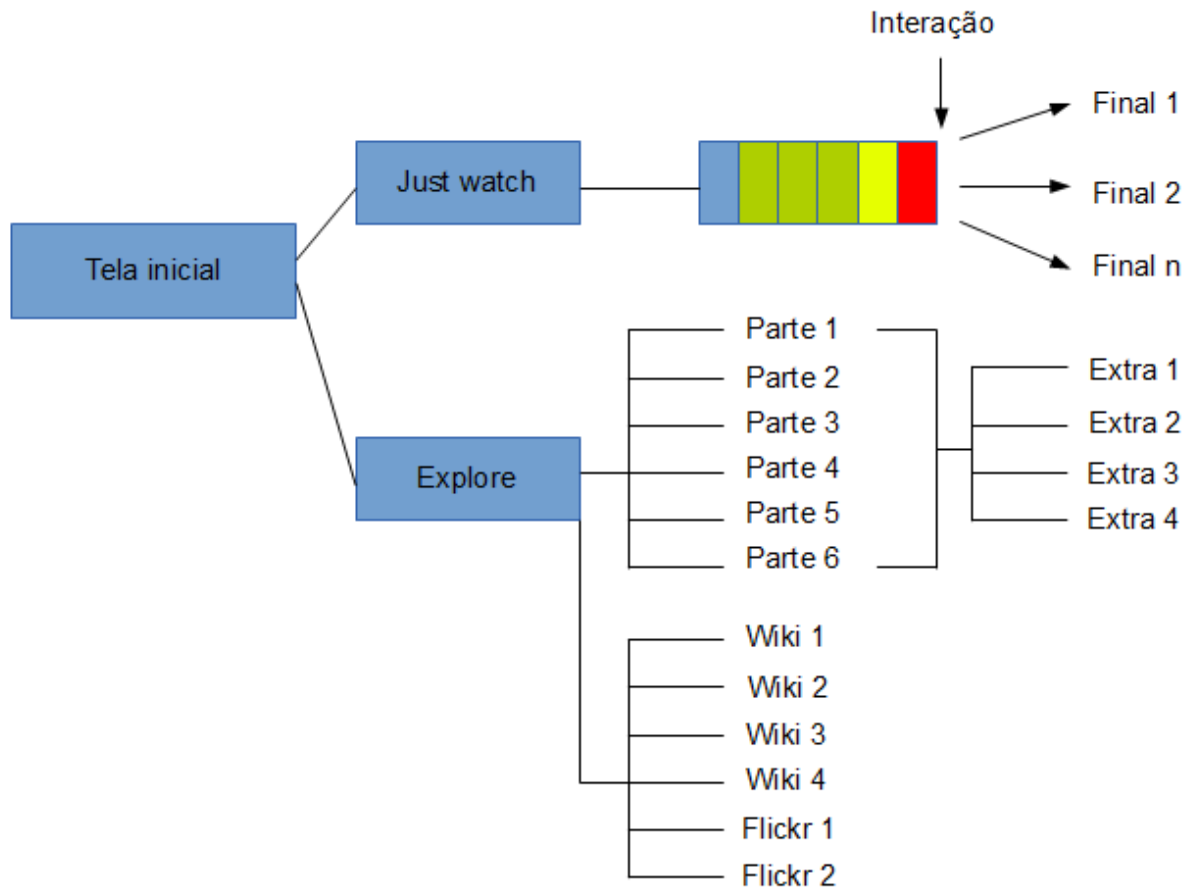 Interação
Final 1
Just watch
Final 2
Tela inicial
Final n
Parte 1
Extra 1
Parte 2
Parte 3
Extra 2
Explore
Parte 4
Extra 3
Parte 5
Extra 4
Parte 6
Wiki 1
Wiki 2
Wiki 3
Wiki 4
Flickr 1
Flickr 2